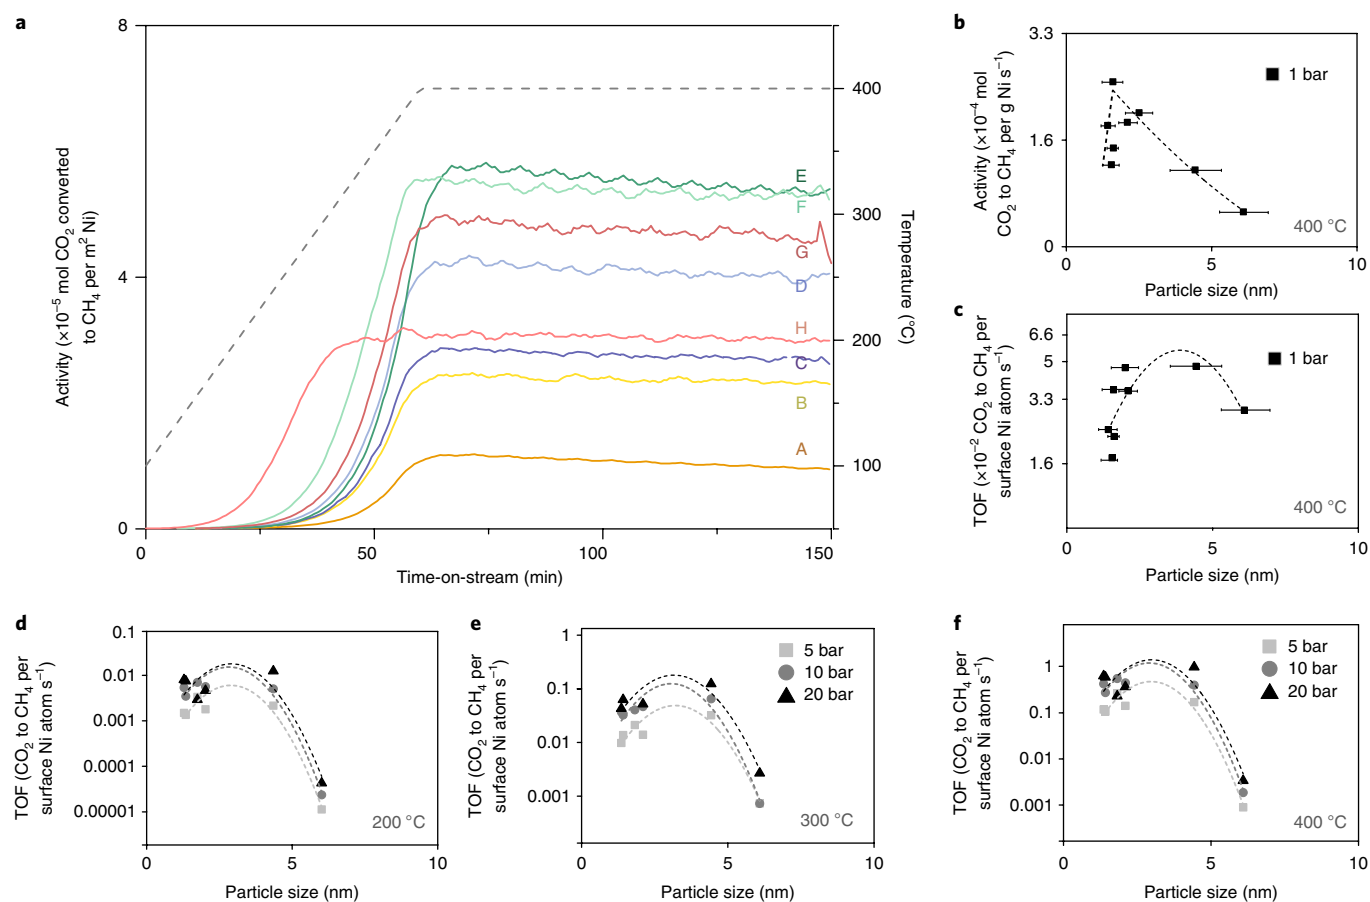 a
8
4
0
Activity (×10⁻⁵ mol CO₂ converted
to CH₄ per m² Ni)
E
F
G
D
H
C
B
A
400
300
200
100
Temperature (°C)
0
50
100
150
Time-on-stream (min)
b
3.3
1.6
0
Activity (×10⁻⁴ mol
CO₂ to CH₄ per g Ni s⁻¹)
1 bar
400 °C
0
5
10
Particle size (nm)
c
6.6
5
3.3
1.6
TOF (×10⁻² CO₂ to CH₄ per
surface Ni atom s⁻¹)
1 bar
400 °C
0
5
10
Particle size (nm)
d
0.1
0.01
0.001
0.0001
0.00001
TOF (CO₂ to CH₄ per
surface Ni atom s⁻¹)
200 °C
0
5
10
Particle size (nm)
e
1
0.1
0.01
0.001
TOF (CO₂ to CH₄ per
surface Ni atom s⁻¹)
5 bar
10 bar
20 bar
300 °C
0
5
10
Particle size (nm)
f
1
0.1
0.01
0.001
TOF (CO₂ to CH₄ per
surface Ni atom s⁻¹)
5 bar
10 bar
20 bar
400 °C
0
5
10
Particle size (nm)